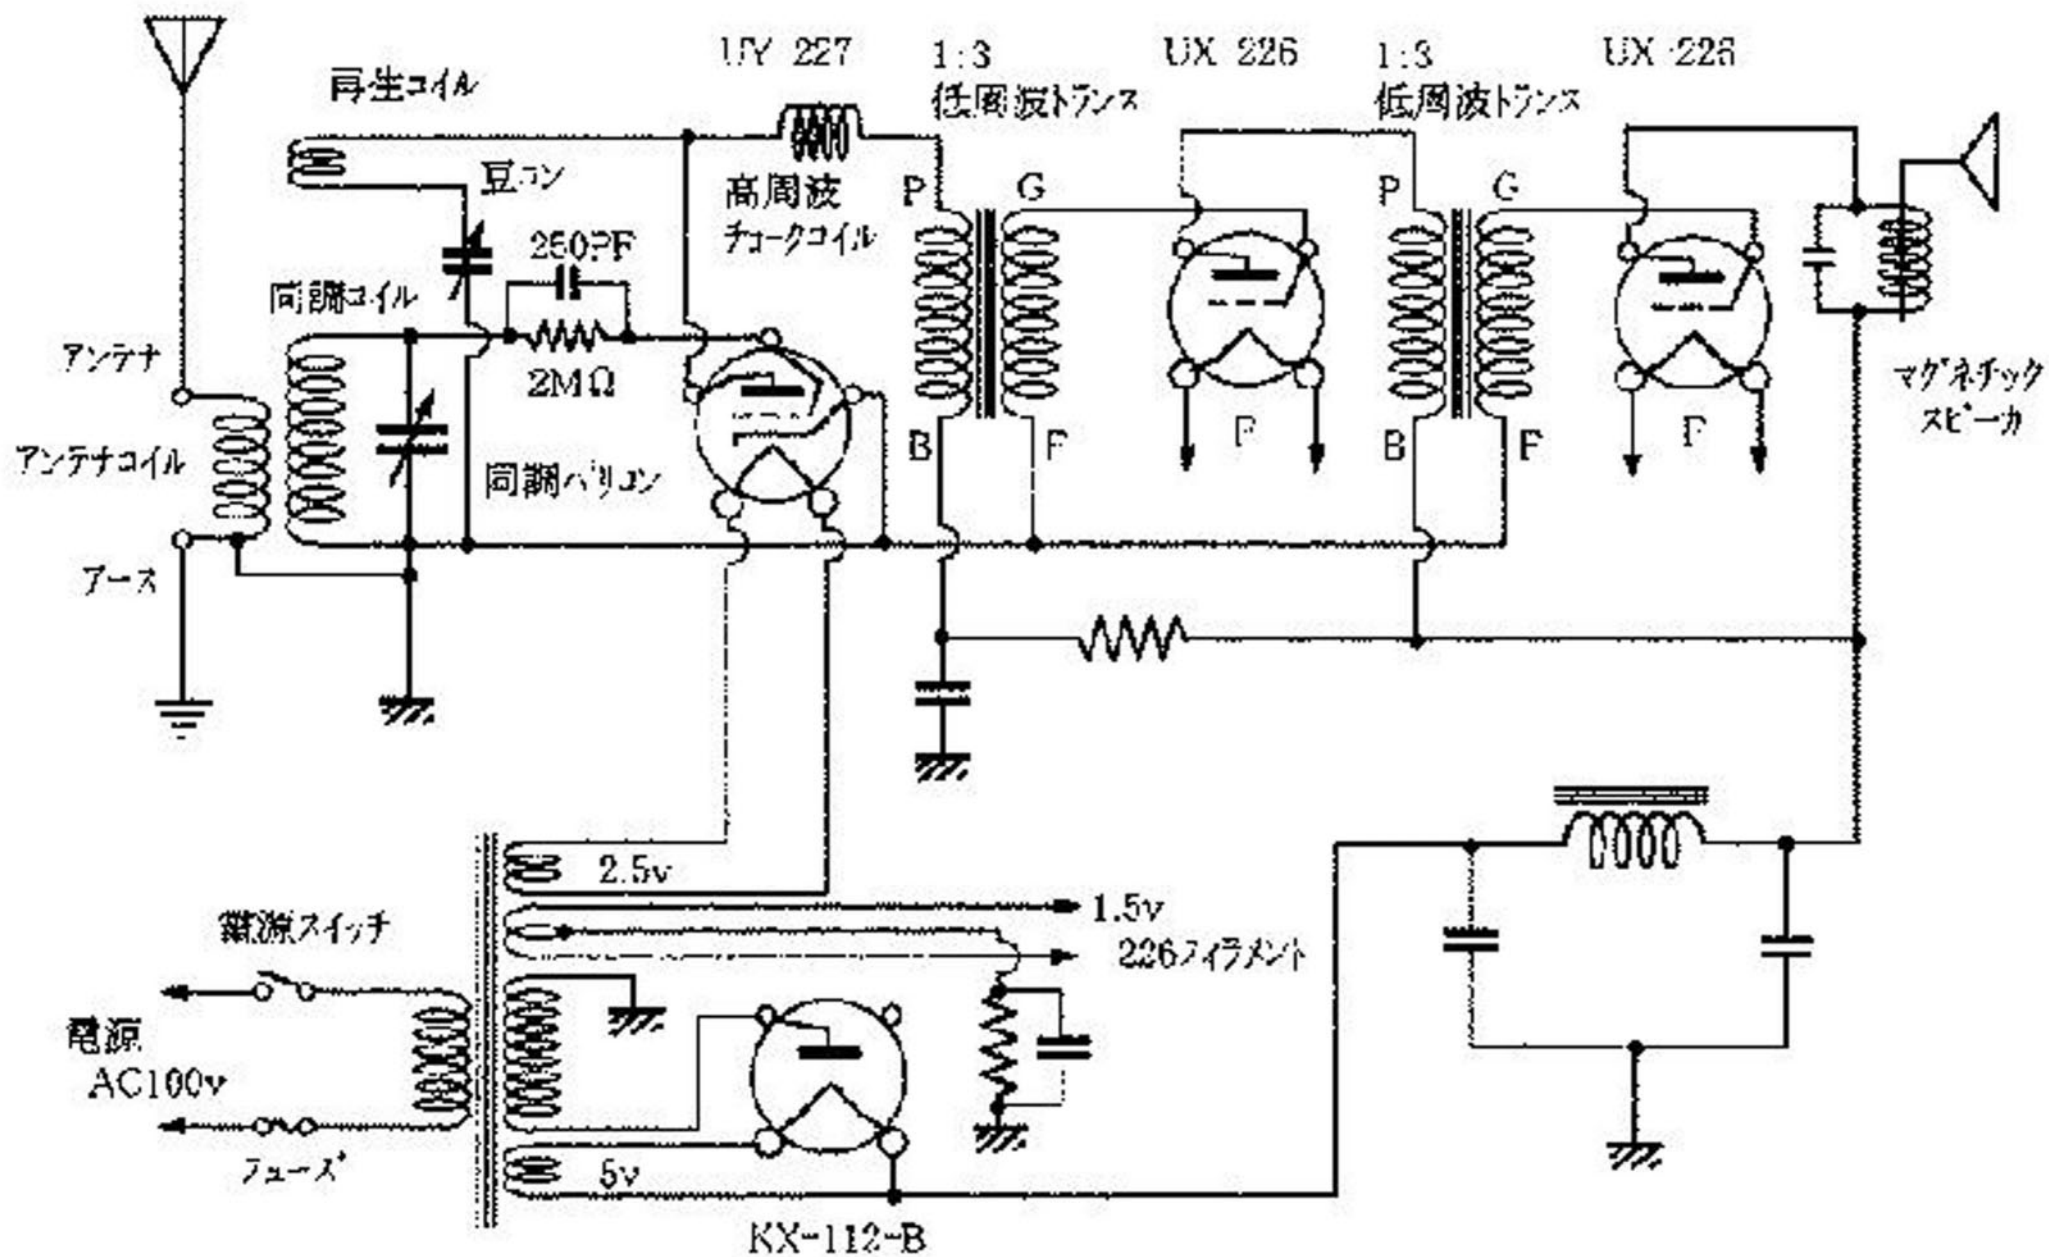 UY 227
1:3
低周波トランス
UX 226
1:3
低周波トランス
UX 226
再生コイル
豆コン
高周波
チョークコイル
P
G
P
G
250PF
同調コイル
2MΩ
アンテナ
アンテナコイル
同調バリコン
B
F
F
B
F
F
マグネチック
スピーカ
アース
2.5v
1.5v
226フィラメント
電源スイッチ
電源
AC100v
フューズ
5v
KX-112-B